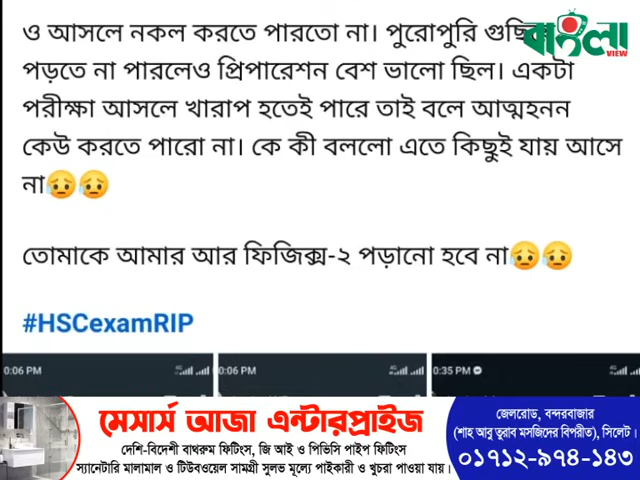 ও আসলে নকল করতে পারতো না। পুরোপুরি
বাংলা
VIEW
পড়তে না পারলেও প্রিপারেশন বেশ ভালো ছিল। একটা
পরীক্ষা আসলে খারাপ হতেই পারে তাই বলে আত্মহনন
কেউ করতে পারো না। কে কী বললো এতে কিছুই যায় আসে
না😥😥
তোমাকে আমার আর ফিজিক্স-২ পড়ানো হবে না😥😥
#HSCexamRIP
0:06 PM
0:06 PM
0:35 PM
মেসার্স আজা এন্টারপ্রাইজ
দেশি-বিদেশী বাথরুম ফিটিংস, জি আই ও পিভিসি পাইপ ফিটিংস
স্যানেটারি মালামাল ও টিউবওয়েল সামগ্রী সুলভ মূল্যে পাইকারী ও খুচরা পাওয়া যায়।
জেলরোড, বন্দরবাজার
(শাহ আবু তুরাব মসজিদের বিপরীত), সিলেট।
০১৭১২-৯৭৪-১৪৩